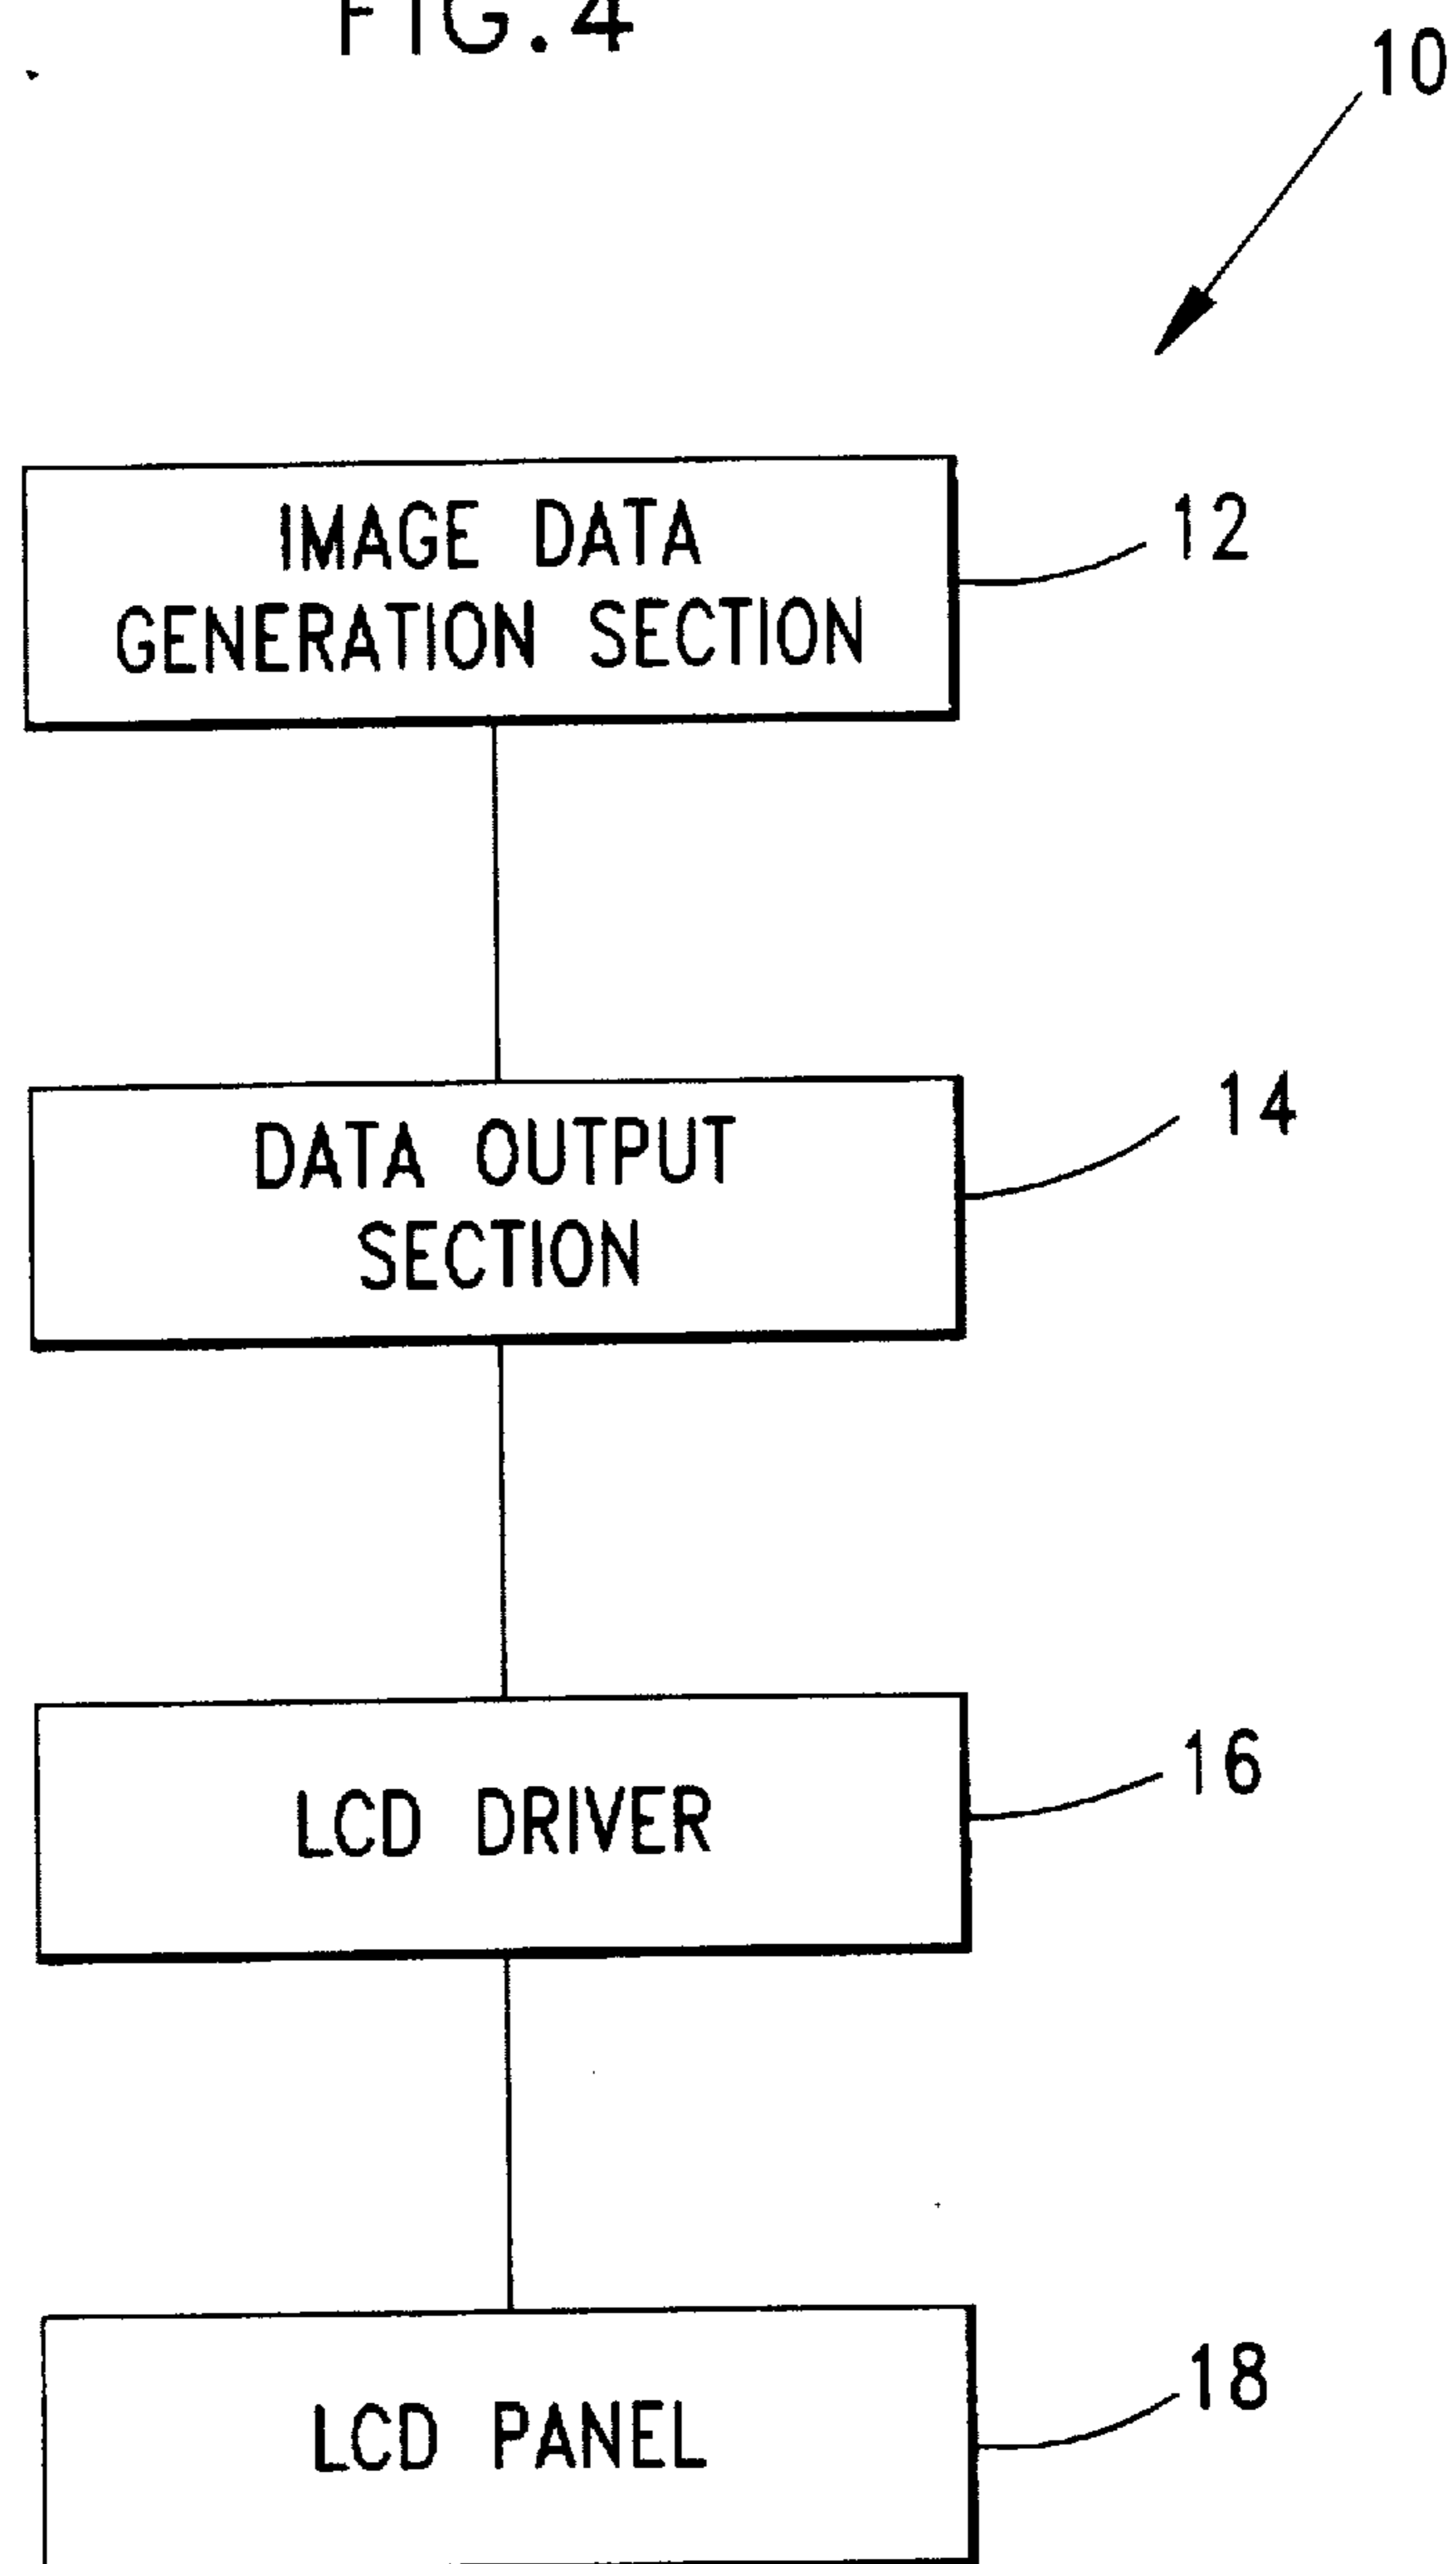 FIG.4
10
IMAGE DATA
GENERATION SECTION
12
DATA OUTPUT
SECTION
14
LCD DRIVER
16
LCD PANEL
18